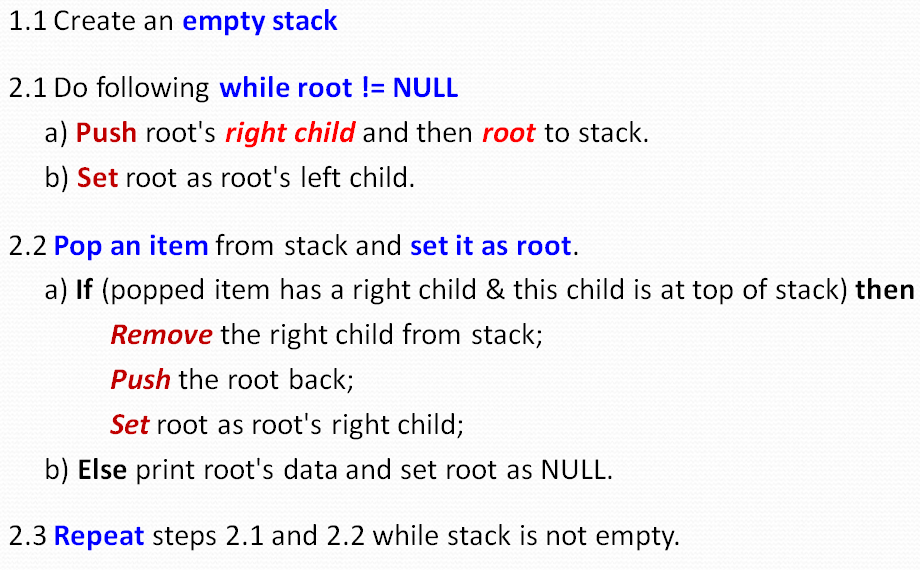 1.1 Create an empty stack
2.1 Do following while root != NULL
a) Push root's right child and then root to stack.
b) Set root as root's left child.
2.2 Pop an item from stack and set it as root.
a) If (popped item has a right child & this child is at top of stack) then
Remove the right child from stack;
Push the root back;
Set root as root's right child;
b) Else print root's data and set root as NULL.
2.3 Repeat steps 2.1 and 2.2 while stack is not empty.